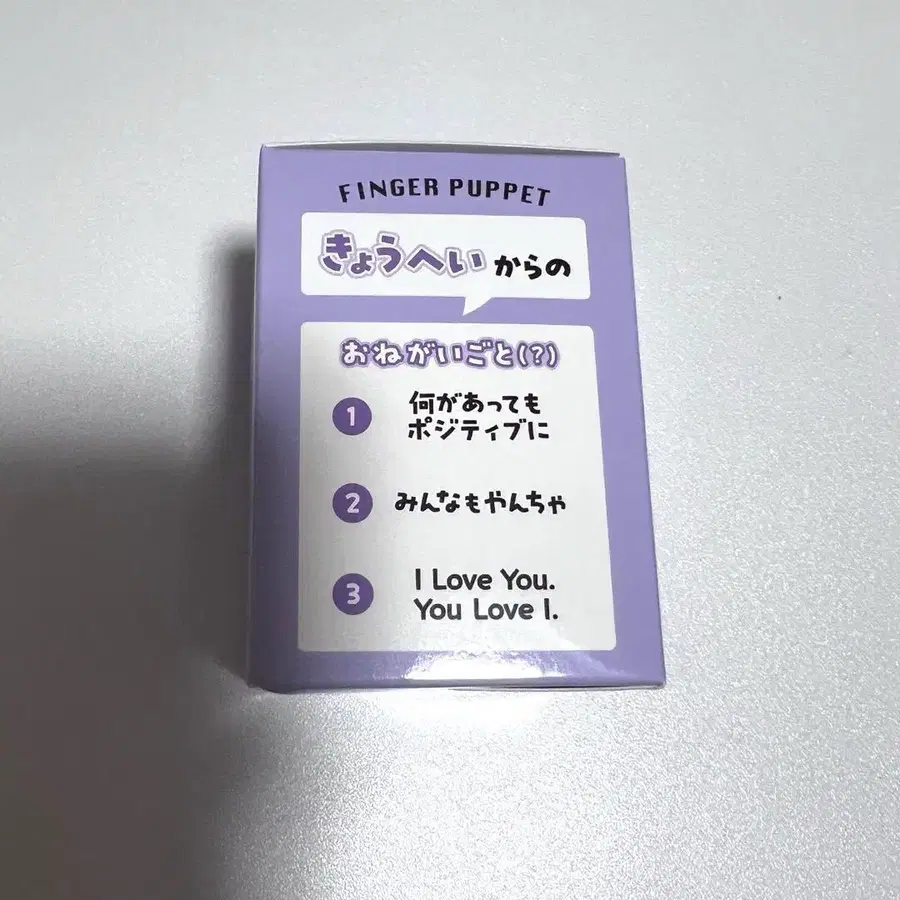 FINGER PUPPET
きょうへいからの
おねがいごと(?)
1 何があっても
ポジティブに
2 みんなもやんちゃ
3 I Love You.
You Love I.